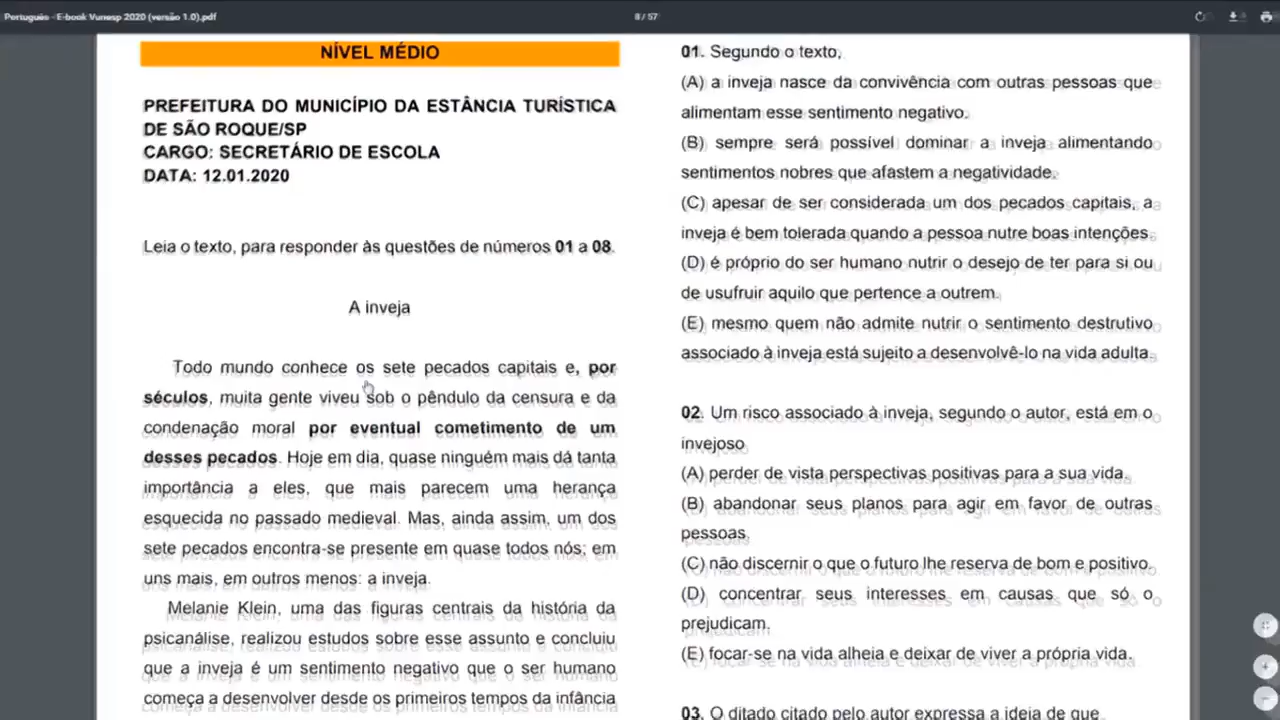 Português - E-book Vunesp 2020 (versão 1.0).pdf
8 / 57
NÍVEL MÉDIO
PREFEITURA DO MUNICÍPIO DA ESTÂNCIA TURÍSTICA
DE SÃO ROQUE/SP
CARGO: SECRETÁRIO DE ESCOLA
DATA: 12.01.2020
Leia o texto, para responder às questões de números 01 a 08.
A inveja
Todo mundo conhece os sete pecados capitais e, por
séculos, muita gente viveu sob o pêndulo da censura e da
condenação moral por eventual cometimento de um
desses pecados. Hoje em dia, quase ninguém mais dá tanta
importância a eles, que mais parecem uma herança
esquecida no passado medieval. Mas, ainda assim, um dos
sete pecados encontra-se presente em quase todos nós; em
uns mais, em outros menos: a inveja.
Melanie Klein, uma das figuras centrais da história da
psicanálise, realizou estudos sobre esse assunto e concluiu
que a inveja é um sentimento negativo que o ser humano
começa a desenvolver desde os primeiros tempos da infância
01. Segundo o texto,
(A) a inveja nasce da convivência com outras pessoas que
alimentam esse sentimento negativo.
(B) sempre será possível dominar a inveja alimentando
sentimentos nobres que afastem a negatividade.
(C) apesar de ser considerada um dos pecados capitais, a
inveja é bem tolerada quando a pessoa nutre boas intenções.
(D) é próprio do ser humano nutrir o desejo de ter para si ou
de usufruir aquilo que pertence a outrem.
(E) mesmo quem não admite nutrir o sentimento destrutivo
associado à inveja está sujeito a desenvolvê-lo na vida adulta.
02. Um risco associado à inveja, segundo o autor, está em o
invejoso
(A) perder de vista perspectivas positivas para a sua vida.
(B) abandonar seus planos para agir em favor de outras
pessoas.
(C) não discernir o que o futuro lhe reserva de bom e positivo.
(D) concentrar seus interesses em causas que só o
prejudicam.
(E) focar-se na vida alheia e deixar de viver a própria vida.
03. O ditado citado pelo autor expressa a ideia de que